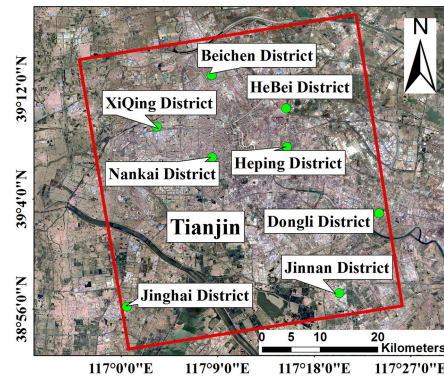 N
Beichen District
HeBei District
XiQing District
Nankai District
Heping District
Tianjin
Dongli District
Jinnan District
Jinghai District
39°12'0"N
39°4'0"N
38°56'0"N
0 5 10 20
Kilometers
117°0'0"E 117°9'0"E 117°18'0"E 117°27'0"E